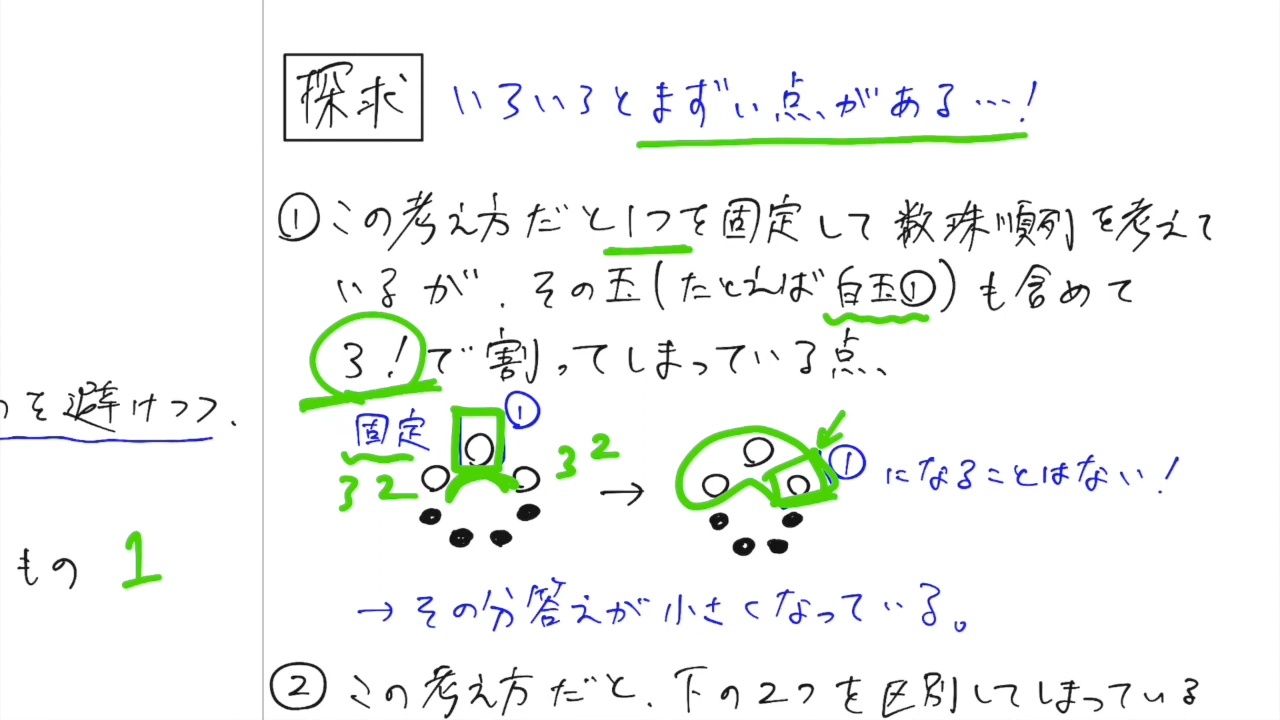 探求 いろいろとまずい点がある…!
①この考え方だと1つを固定して数珠順列を考えて
いるが、その玉(たとえば白玉①)も含めて
3!で割ってしまっている点、
を避けつつ、
固定 ①
3 2 3 2 → ①になることはない!
もの 1
→その分答えが小さくなっている。
②この考え方だと、下の2つを区別してしまっている